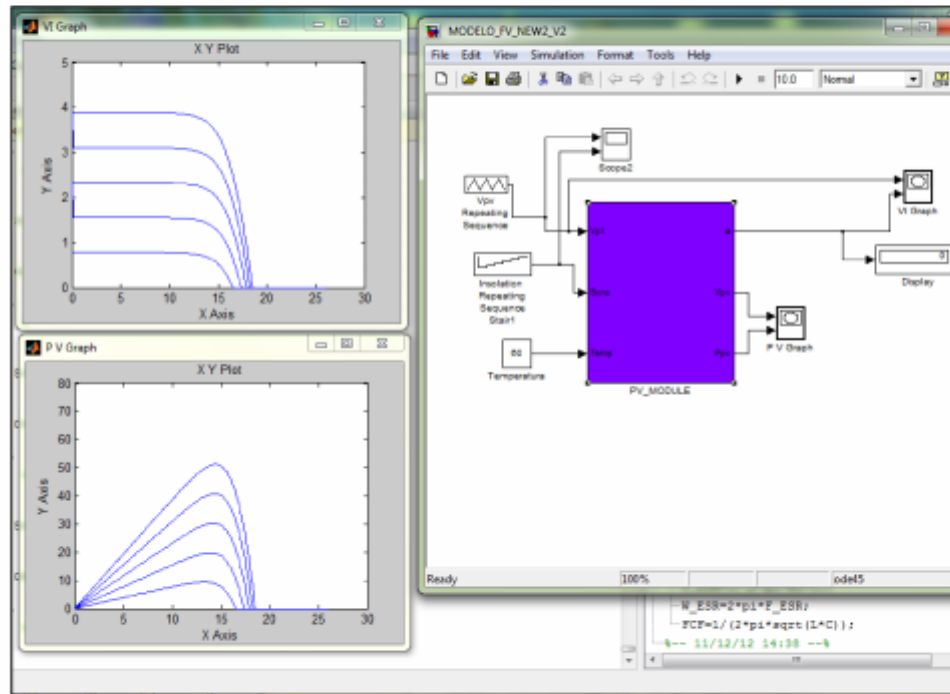 VI Graph
X Y Plot
5
4
3
2
1
0
Y Axis
0 5 10 15 20 25 30
X Axis
P V Graph
X Y Plot
80
70
60
50
40
30
20
10
0
Y Axis
0 5 10 15 20 25 30
X Axis
MODELO_FV_NEW2_V2
File Edit View Simulation Format Tools Help
10.0 Normal
Scope2
Vpv
Repeating
Sequence
VI Graph
0
Display
Insolation
Repeating
Sequence
Stair1
P V Graph
60
Temperature
Temp
PV_MODULE
Ready 100% ode45
W_ESR=2*pi*F_ESR;
FCF=1/(2*pi*sqrt(L*C));
%-- 11/12/12 14:38 --%